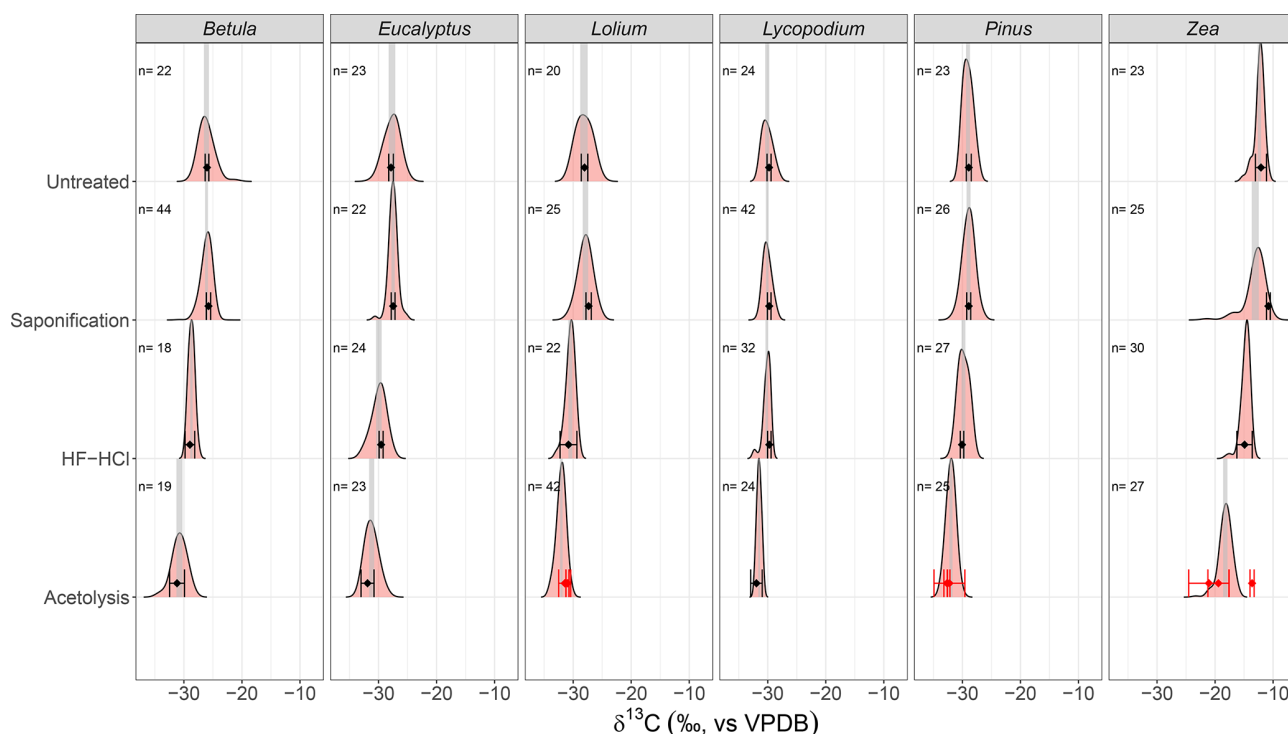 Betula Eucalyptus Lolium Lycopodium Pinus Zea
n= 22 n= 23 n= 20 n= 24 n= 23 n= 23
Untreated
n= 44 n= 22 n= 25 n= 42 n= 26 n= 25
Saponification
n= 18 n= 24 n= 22 n= 32 n= 27 n= 30
HF−HCl
n= 19 n= 23 n= 42 n= 24 n= 25 n= 27
Acetolysis
−30 −20 −10 −30 −20 −10 −30 −20 −10 −30 −20 −10 −30 −20 −10 −30 −20 −10
δ¹³C (‰, vs VPDB)